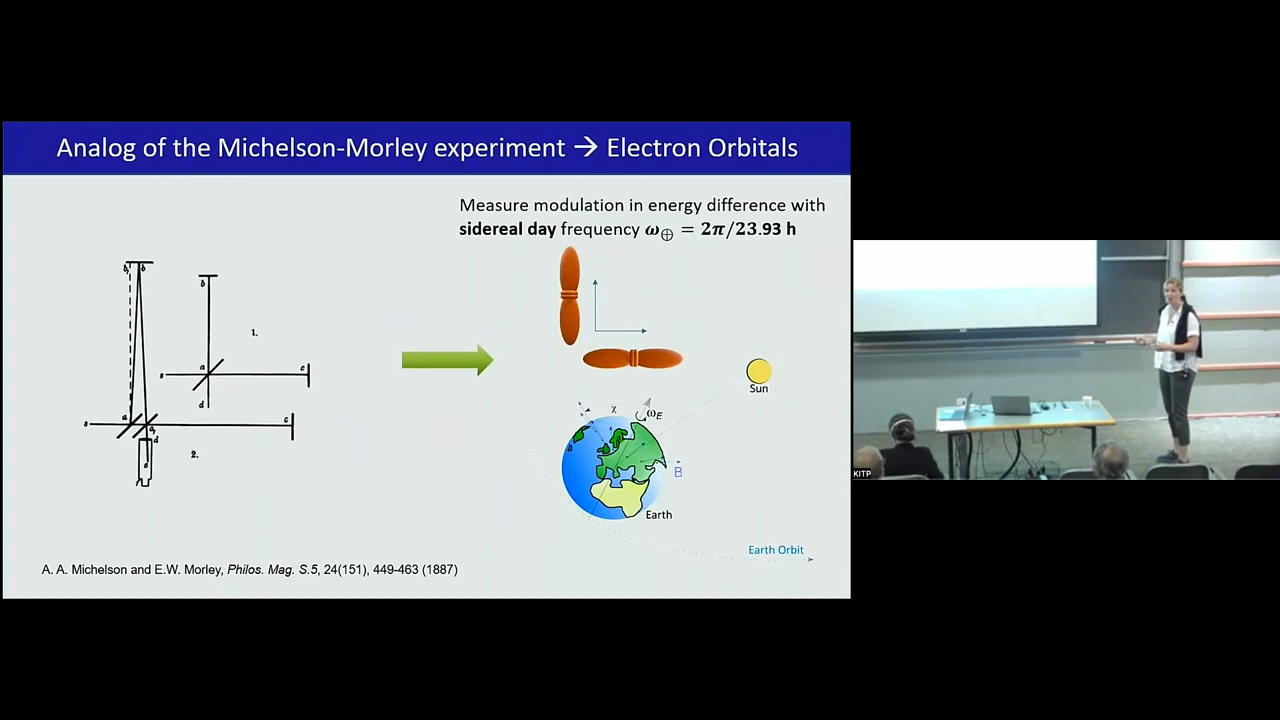 Analog of the Michelson-Morley experiment → Electron Orbitals
Measure modulation in energy difference with
sidereal day frequency ω⊕ = 2π/23.93 h
b, b
b
1.
a
s
c
d
Sun
χ
ωE
a
s
c
d
2.
e
B
Earth
Earth Orbit
A. A. Michelson and E.W. Morley, Philos. Mag. S.5, 24(151), 449-463 (1887)
KITP